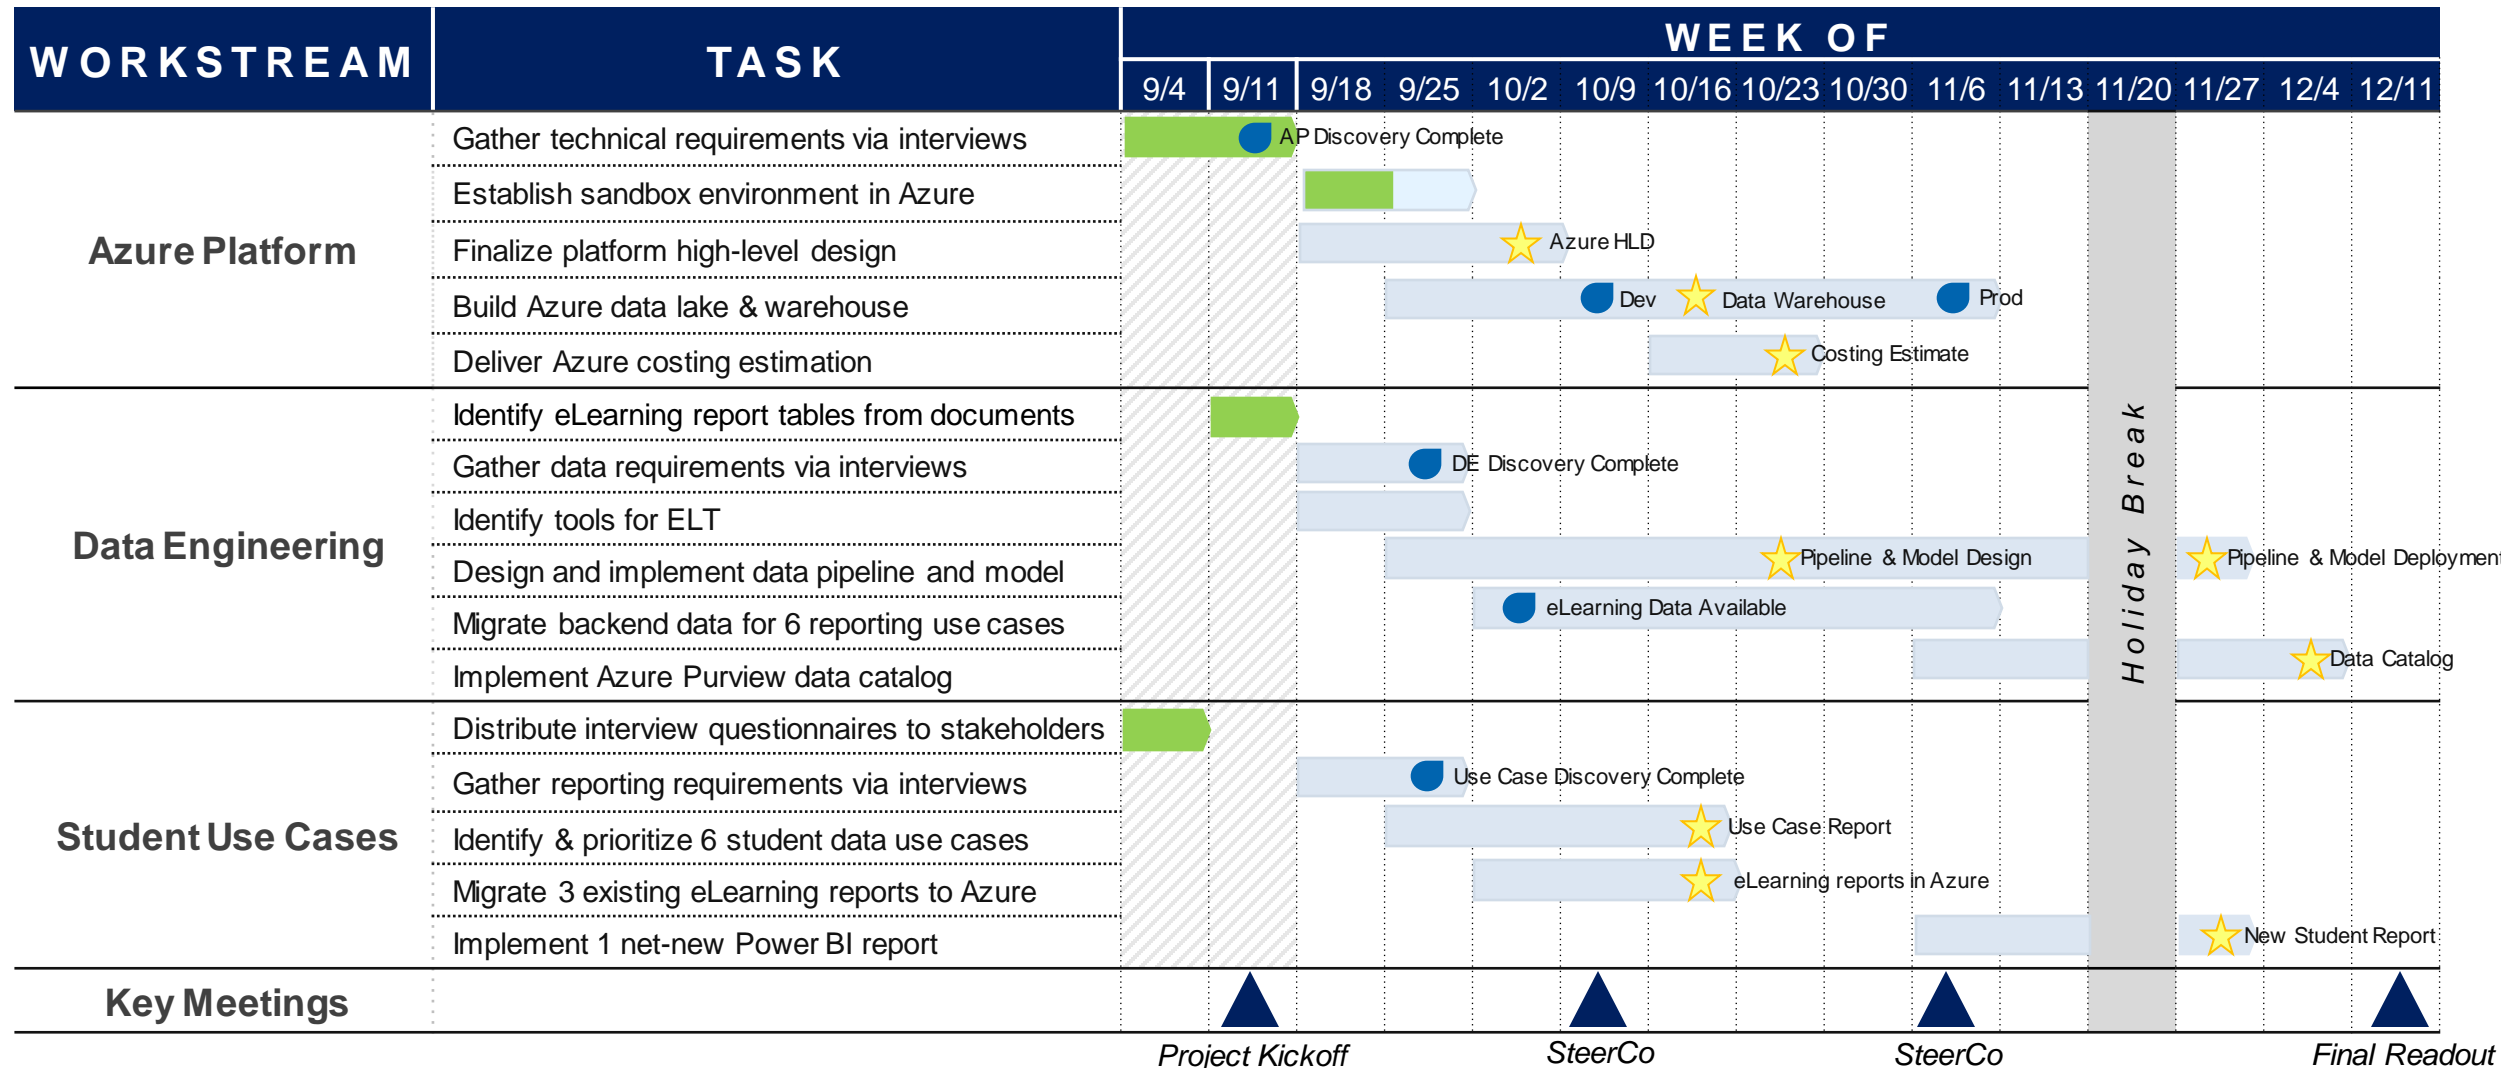 WORKSTREAM
TASK
WEEK OF
9/4 9/11 9/18 9/25 10/2 10/9 10/16 10/23 10/30 11/6 11/13 11/20 11/27 12/4 12/11
Azure Platform
Gather technical requirements via interviews
AP Discovery Complete
Establish sandbox environment in Azure
Finalize platform high-level design
Azure HLD
Build Azure data lake & warehouse
Dev
Data Warehouse
Prod
Deliver Azure costing estimation
Costing Estimate
Holiday Break
Data Engineering
Identify eLearning report tables from documents
Gather data requirements via interviews
DE Discovery Complete
Identify tools for ELT
Design and implement data pipeline and model
Pipeline & Model Design
Pipeline & Model Deployment
Migrate backend data for 6 reporting use cases
eLearning Data Available
Implement Azure Purview data catalog
Data Catalog
Student Use Cases
Distribute interview questionnaires to stakeholders
Gather reporting requirements via interviews
Use Case Discovery Complete
Identify & prioritize 6 student data use cases
Use Case Report
Migrate 3 existing eLearning reports to Azure
eLearning reports in Azure
Implement 1 net-new Power BI report
New Student Report
Key Meetings
Project Kickoff
SteerCo
SteerCo
Final Readout